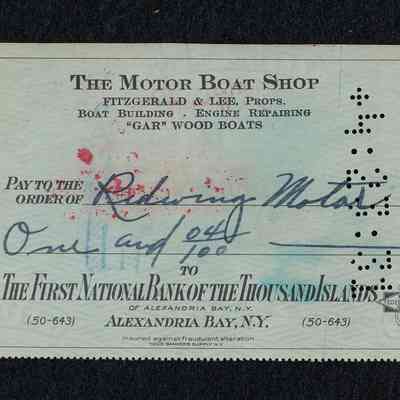 THE MOTOR BOAT SHOP
FITZGERALD & LEE, PROPS.
BOAT BUILDING . ENGINE REPAIRING
"GAR" WOOD BOATS
PAY TO THE
ORDER OF Redwing Motor
One and 04/100
TO
THE FIRST NATIONAL BANK OF THE THOUSAND ISLANDS
OF ALEXANDRIA BAY, N.Y.
(50-643) ALEXANDRIA BAY, N.Y. (50-643)
Insured against fraudulent alteration